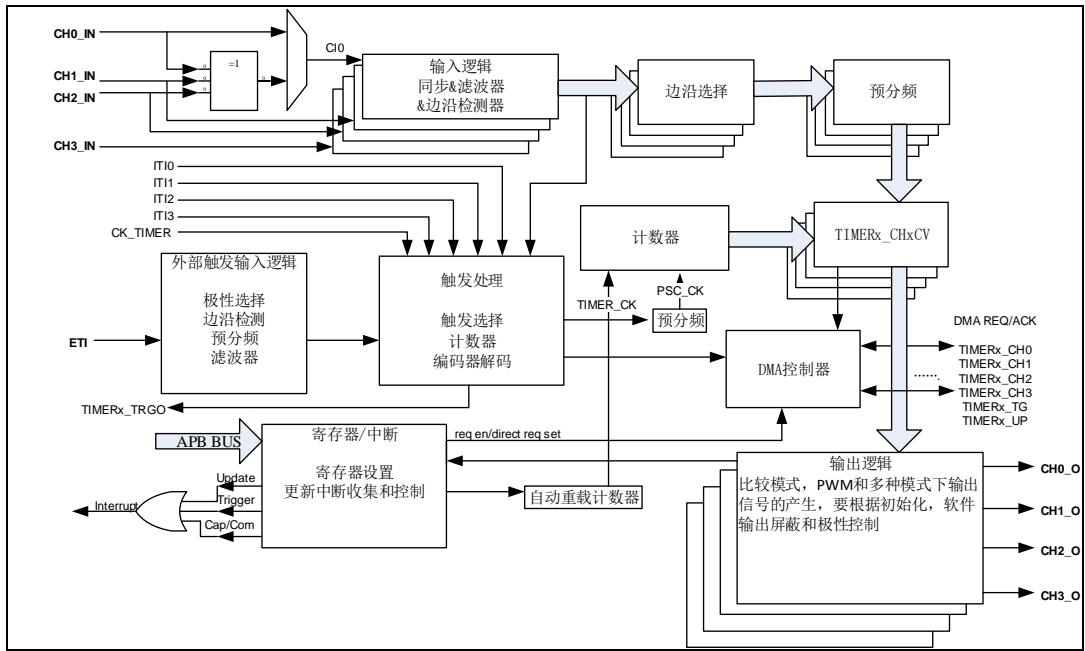 CH0_IN
CH1_IN
CH2_IN
CH3_IN
=1
CI0
输入逻辑
同步&滤波器
&边沿检测器
边沿选择
预分频
ITI0
ITI1
ITI2
ITI3
CK_TIMER
计数器
TIMERx_CHxCV
外部触发输入逻辑
极性选择
边沿检测
预分频
滤波器
ETI
触发处理
触发选择
计数器
编码器解码
TIMER_CK
PSC_CK
预分频
DMA控制器
DMA REQ/ACK
TIMERx_CH0
TIMERx_CH1
TIMERx_CH2
TIMERx_CH3
TIMERx_TG
TIMERx_UP
…….
TIMERx_TRGO
APB BUS
寄存器/中断
寄存器设置
更新中断收集和控制
req en/direct req set
Update
Trigger
Cap/Com
Interrupt
自动重载计数器
输出逻辑
比较模式，PWM和多种模式下输出
信号的产生，要根据初始化，软件
输出屏蔽和极性控制
CH0_O
CH1_O
CH2_O
CH3_O